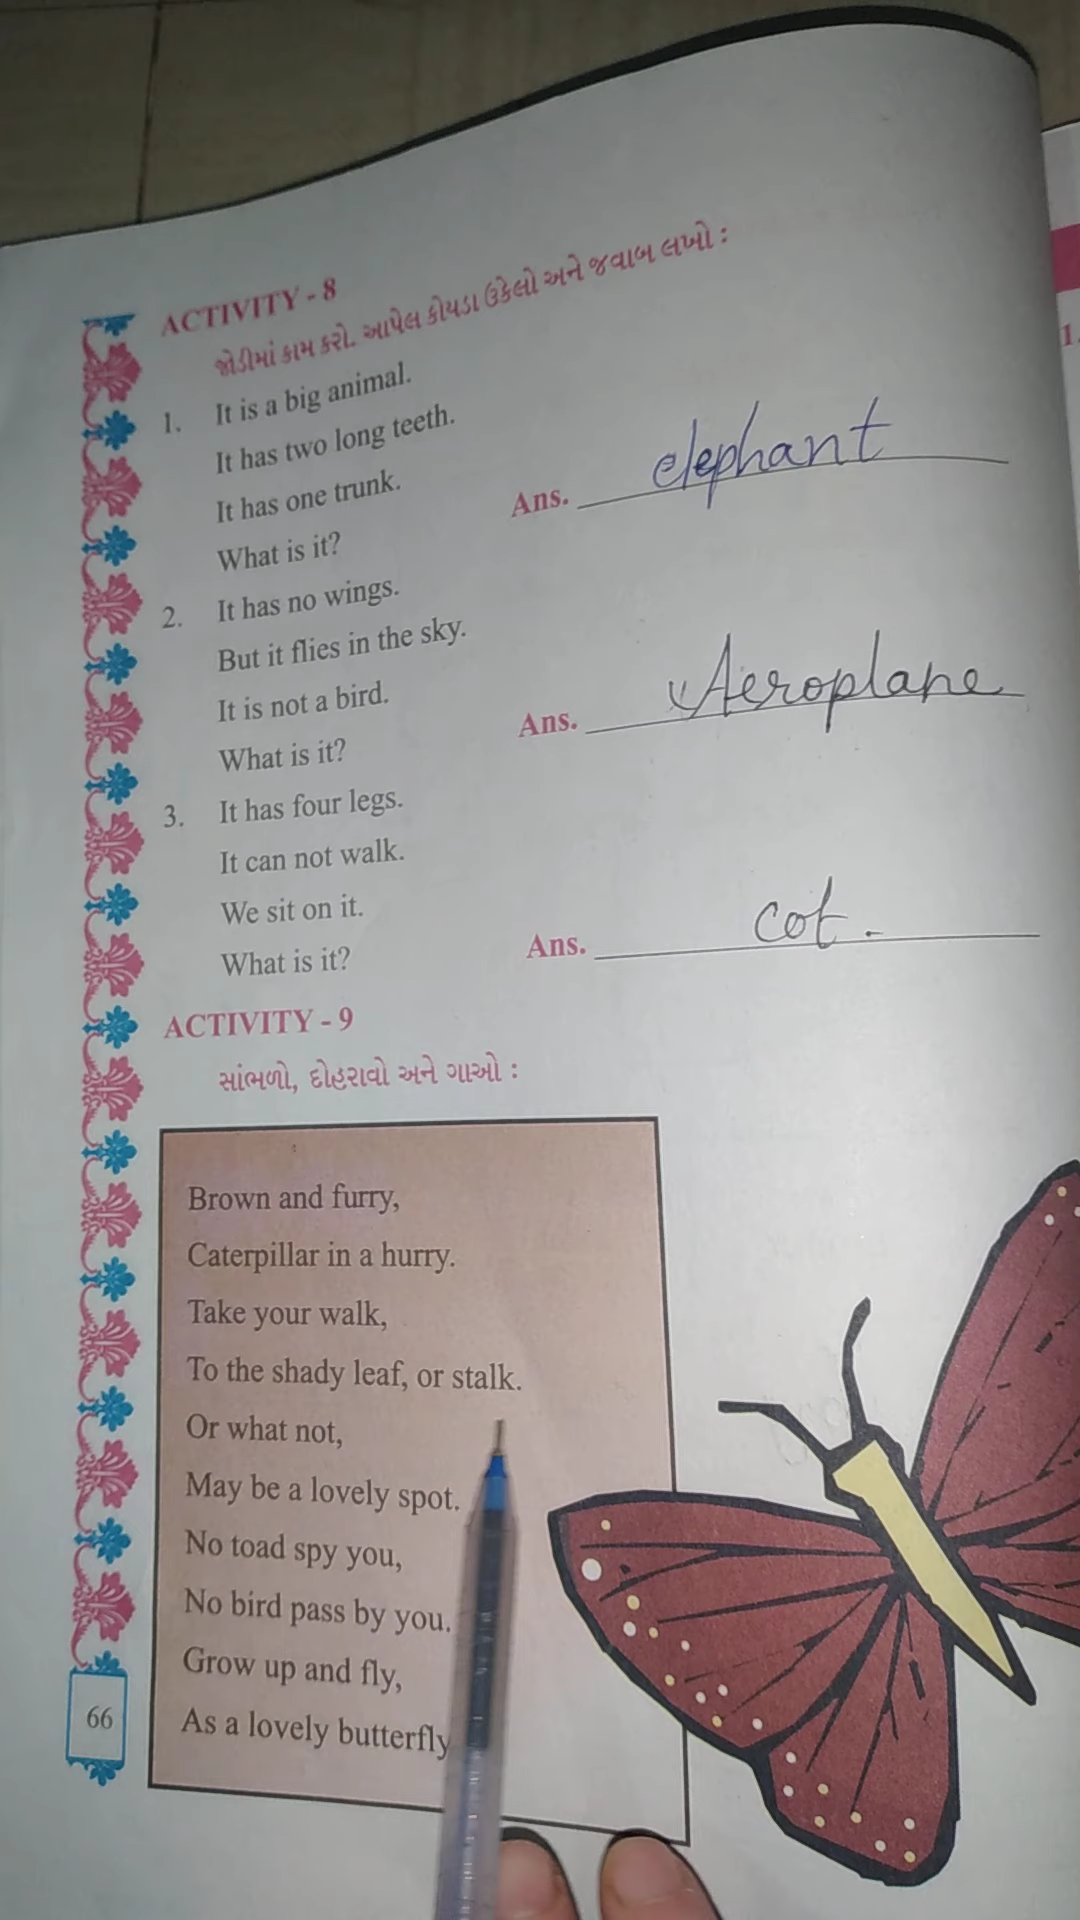 ACTIVITY - 8
જોડીમાં કામ કરો. આપેલ કોયડા ઉકેલો અને જવાબ લખો :
1. It is a big animal.
It has two long teeth.
It has one trunk.
What is it?
Ans. elephant
2. It has no wings.
But it flies in the sky.
It is not a bird.
What is it?
Ans. Aeroplane
3. It has four legs.
It can not walk.
We sit on it.
What is it?
Ans. cot.
ACTIVITY - 9
સાંભળો, દોહરાવો અને ગાઓ :
Brown and furry,
Caterpillar in a hurry.
Take your walk,
To the shady leaf, or stalk.
Or what not,
May be a lovely spot.
No toad spy you,
No bird pass by you.
Grow up and fly,
As a lovely butterfly
66
1.